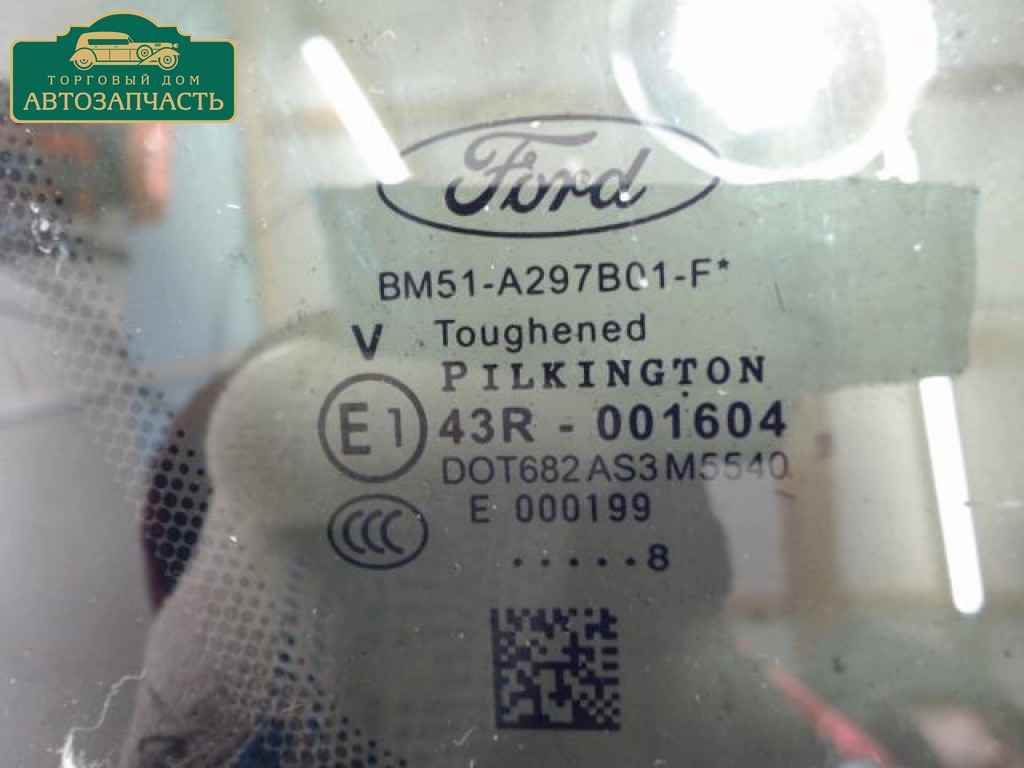 ТОРГОВЫЙ ДОМ
АВТОЗАПЧАСТЬ
Ford
BM51-A297B01-F*
V Toughened
PILKINGTON
E1 43R - 001604
DOT682 AS3 M5540
CCC E 000199
.....8